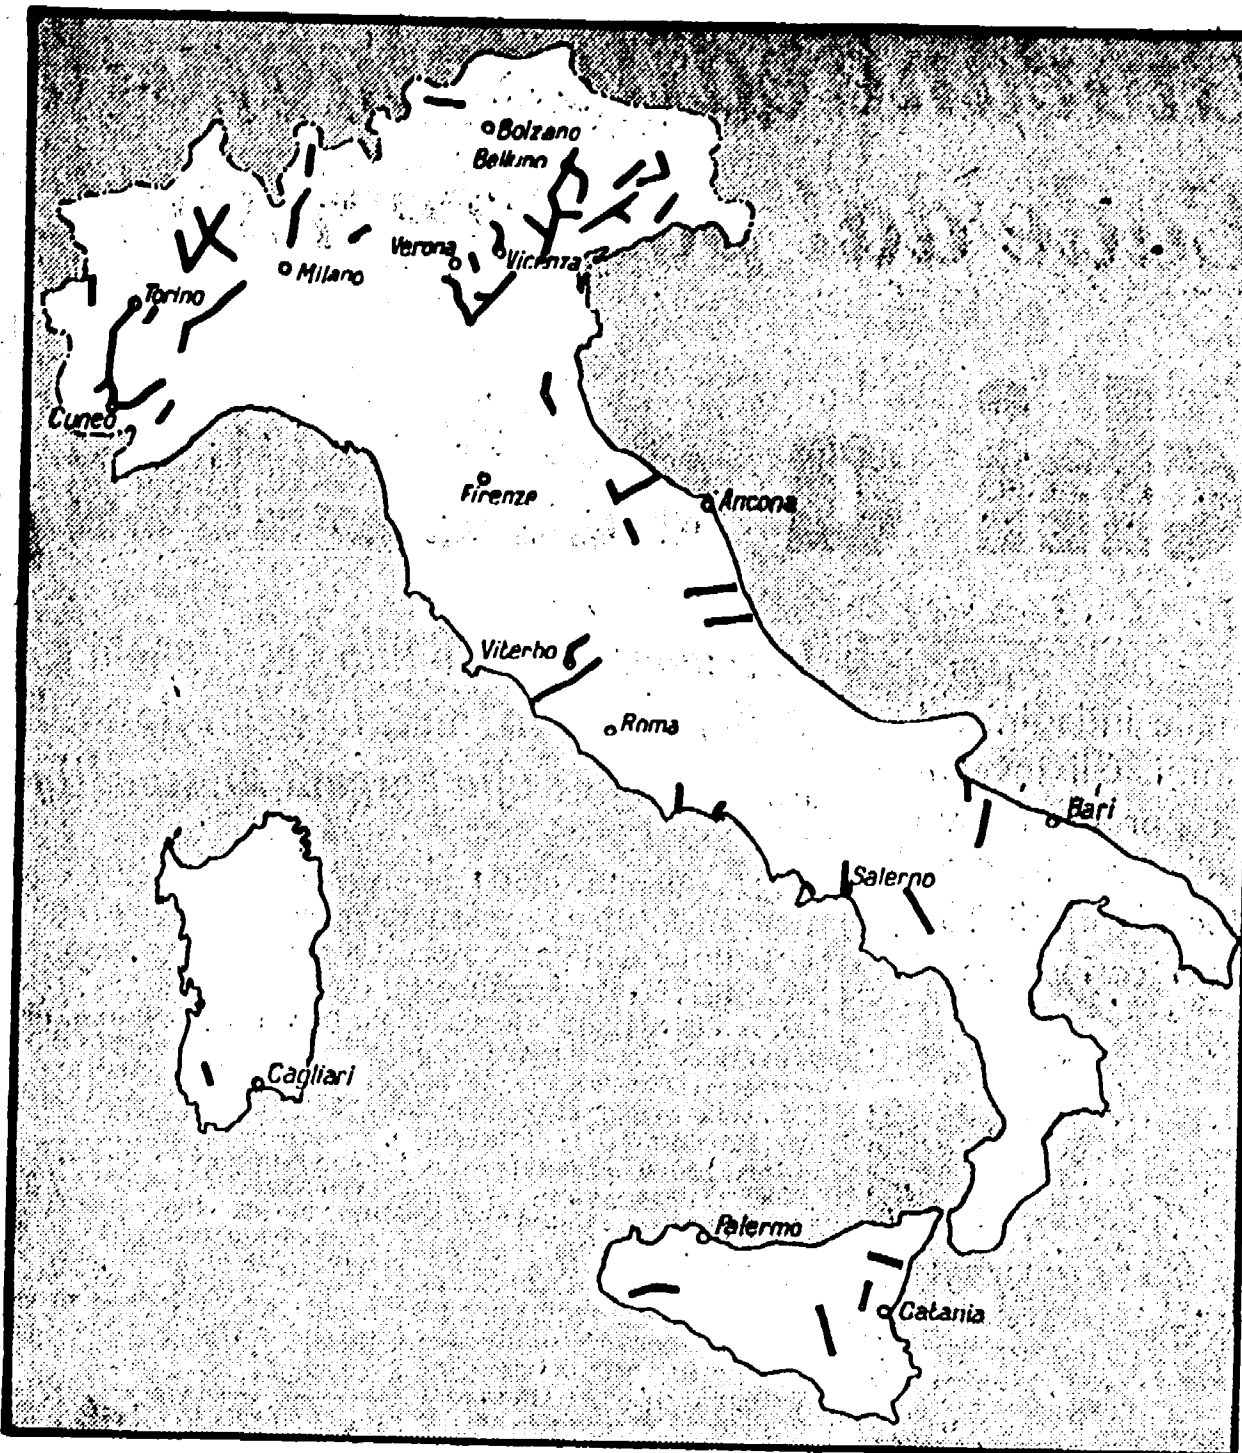 Bolzano
Belluno
Verona
Vicenza
Milano
Torino
Cuneo
Firenze
Ancona
Viterbo
Roma
Bari
Salerno
Cagliari
Palermo
Catania